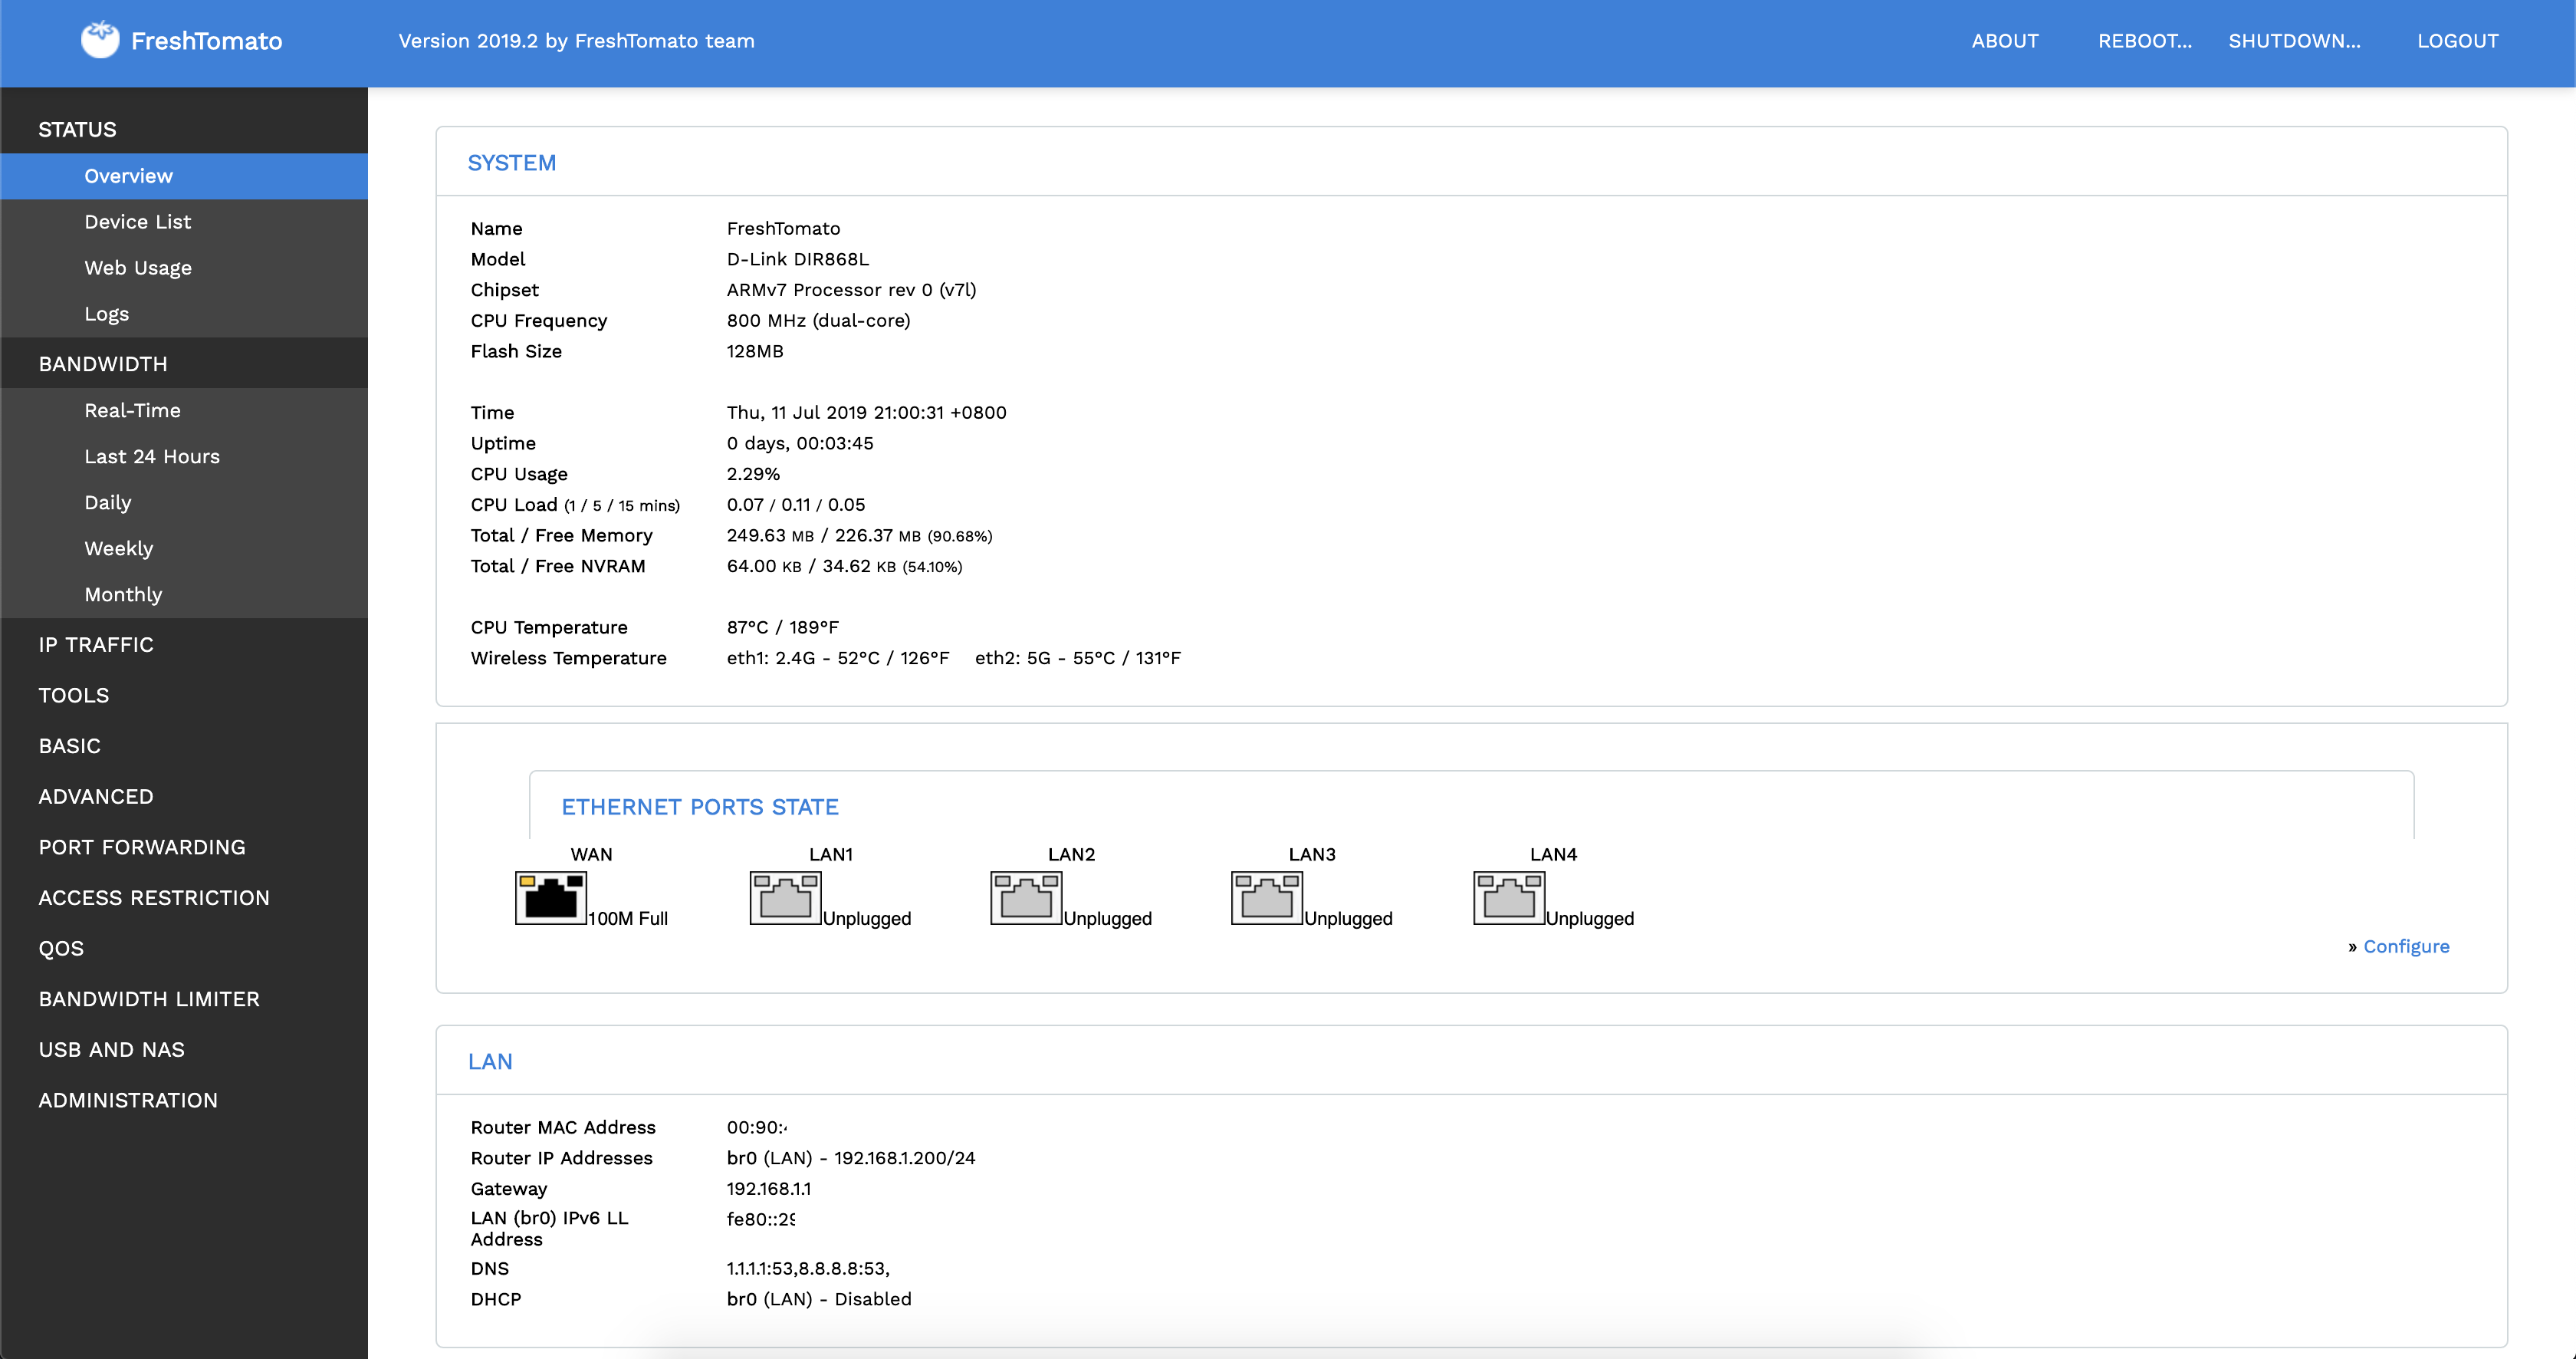 FreshTomato
Version 2019.2 by FreshTomato team
ABOUT
REBOOT...
SHUTDOWN...
LOGOUT
STATUS
Overview
Device List
Web Usage
Logs
BANDWIDTH
Real-Time
Last 24 Hours
Daily
Weekly
Monthly
IP TRAFFIC
TOOLS
BASIC
ADVANCED
PORT FORWARDING
ACCESS RESTRICTION
QOS
BANDWIDTH LIMITER
USB AND NAS
ADMINISTRATION
SYSTEM
Name FreshTomato
Model D-Link DIR868L
Chipset ARMv7 Processor rev 0 (v7l)
CPU Frequency 800 MHz (dual-core)
Flash Size 128MB
Time Thu, 11 Jul 2019 21:00:31 +0800
Uptime 0 days, 00:03:45
CPU Usage 2.29%
CPU Load (1 / 5 / 15 mins) 0.07 / 0.11 / 0.05
Total / Free Memory 249.63 MB / 226.37 MB (90.68%)
Total / Free NVRAM 64.00 KB / 34.62 KB (54.10%)
CPU Temperature 87°C / 189°F
Wireless Temperature eth1: 2.4G - 52°C / 126°F eth2: 5G - 55°C / 131°F
ETHERNET PORTS STATE
WAN LAN1 LAN2 LAN3 LAN4
100M Full Unplugged Unplugged Unplugged Unplugged
» Configure
LAN
Router MAC Address 00:90:
Router IP Addresses br0 (LAN) - 192.168.1.200/24
Gateway 192.168.1.1
LAN (br0) IPv6 LL
Address
fe80::29
DNS 1.1.1.1:53,8.8.8.8:53,
DHCP br0 (LAN) - Disabled